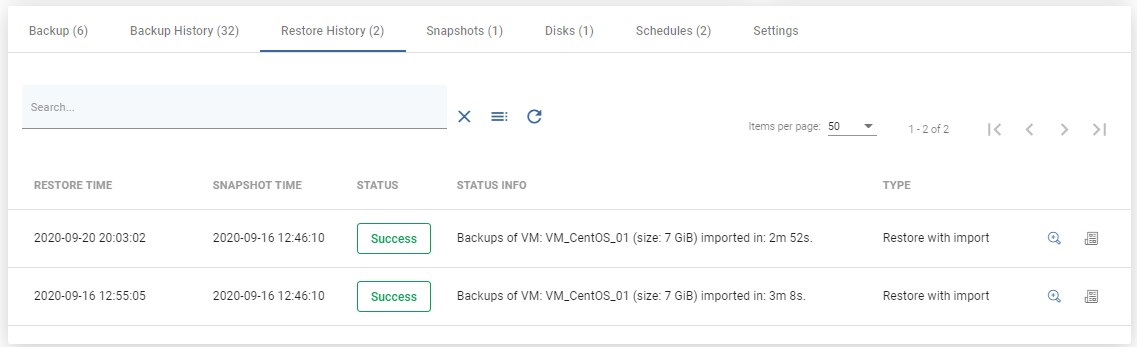 Backup (6) Backup History (32) Restore History (2) Snapshots (1) Disks (1) Schedules (2) Settings
Search...
Items per page: 50 1 - 2 of 2
RESTORE TIME SNAPSHOT TIME STATUS STATUS INFO TYPE
2020-09-20 20:03:02 2020-09-16 12:46:10 Success Backups of VM: VM_CentOS_01 (size: 7 GiB) imported in: 2m 52s. Restore with import
2020-09-16 12:55:05 2020-09-16 12:46:10 Success Backups of VM: VM_CentOS_01 (size: 7 GiB) imported in: 3m 8s. Restore with import